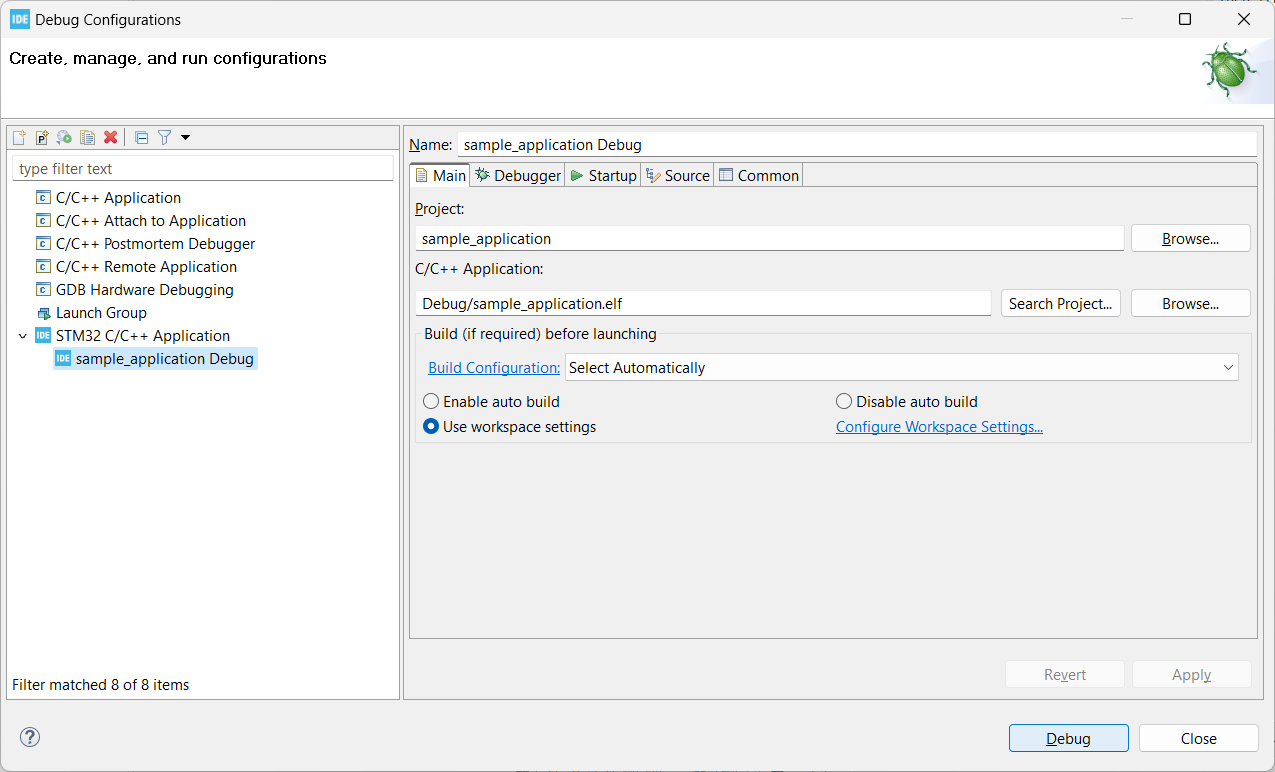 IDE Debug Configurations
Create, manage, and run configurations
type filter text
C/C++ Application
C/C++ Attach to Application
C/C++ Postmortem Debugger
C/C++ Remote Application
GDB Hardware Debugging
Launch Group
IDE STM32 C/C++ Application
IDE sample_application Debug
Filter matched 8 of 8 items
Name: sample_application Debug
Main Debugger Startup Source Common
Project:
sample_application Browse...
C/C++ Application:
Debug/sample_application.elf Search Project... Browse...
Build (if required) before launching
Build Configuration: Select Automatically
Enable auto build Disable auto build
Use workspace settings Configure Workspace Settings...
Revert Apply
? Debug Close